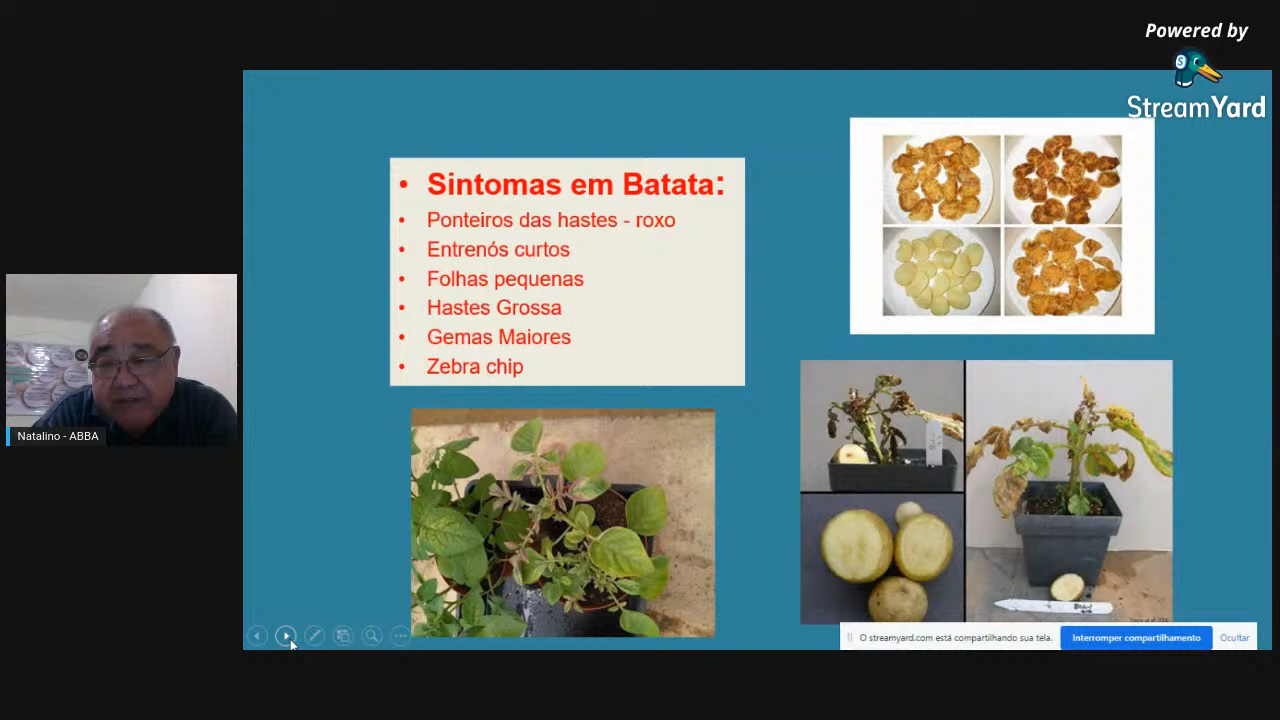 Powered by
StreamYard
• Sintomas em Batata:
• Ponteiros das hastes - roxo
• Entrenós curtos
• Folhas pequenas
• Hastes Grossa
• Gemas Maiores
• Zebra chip
Natalino - ABBA
O streamyard.com está compartilhando sua tela.
Interromper compartilhamento
Ocultar